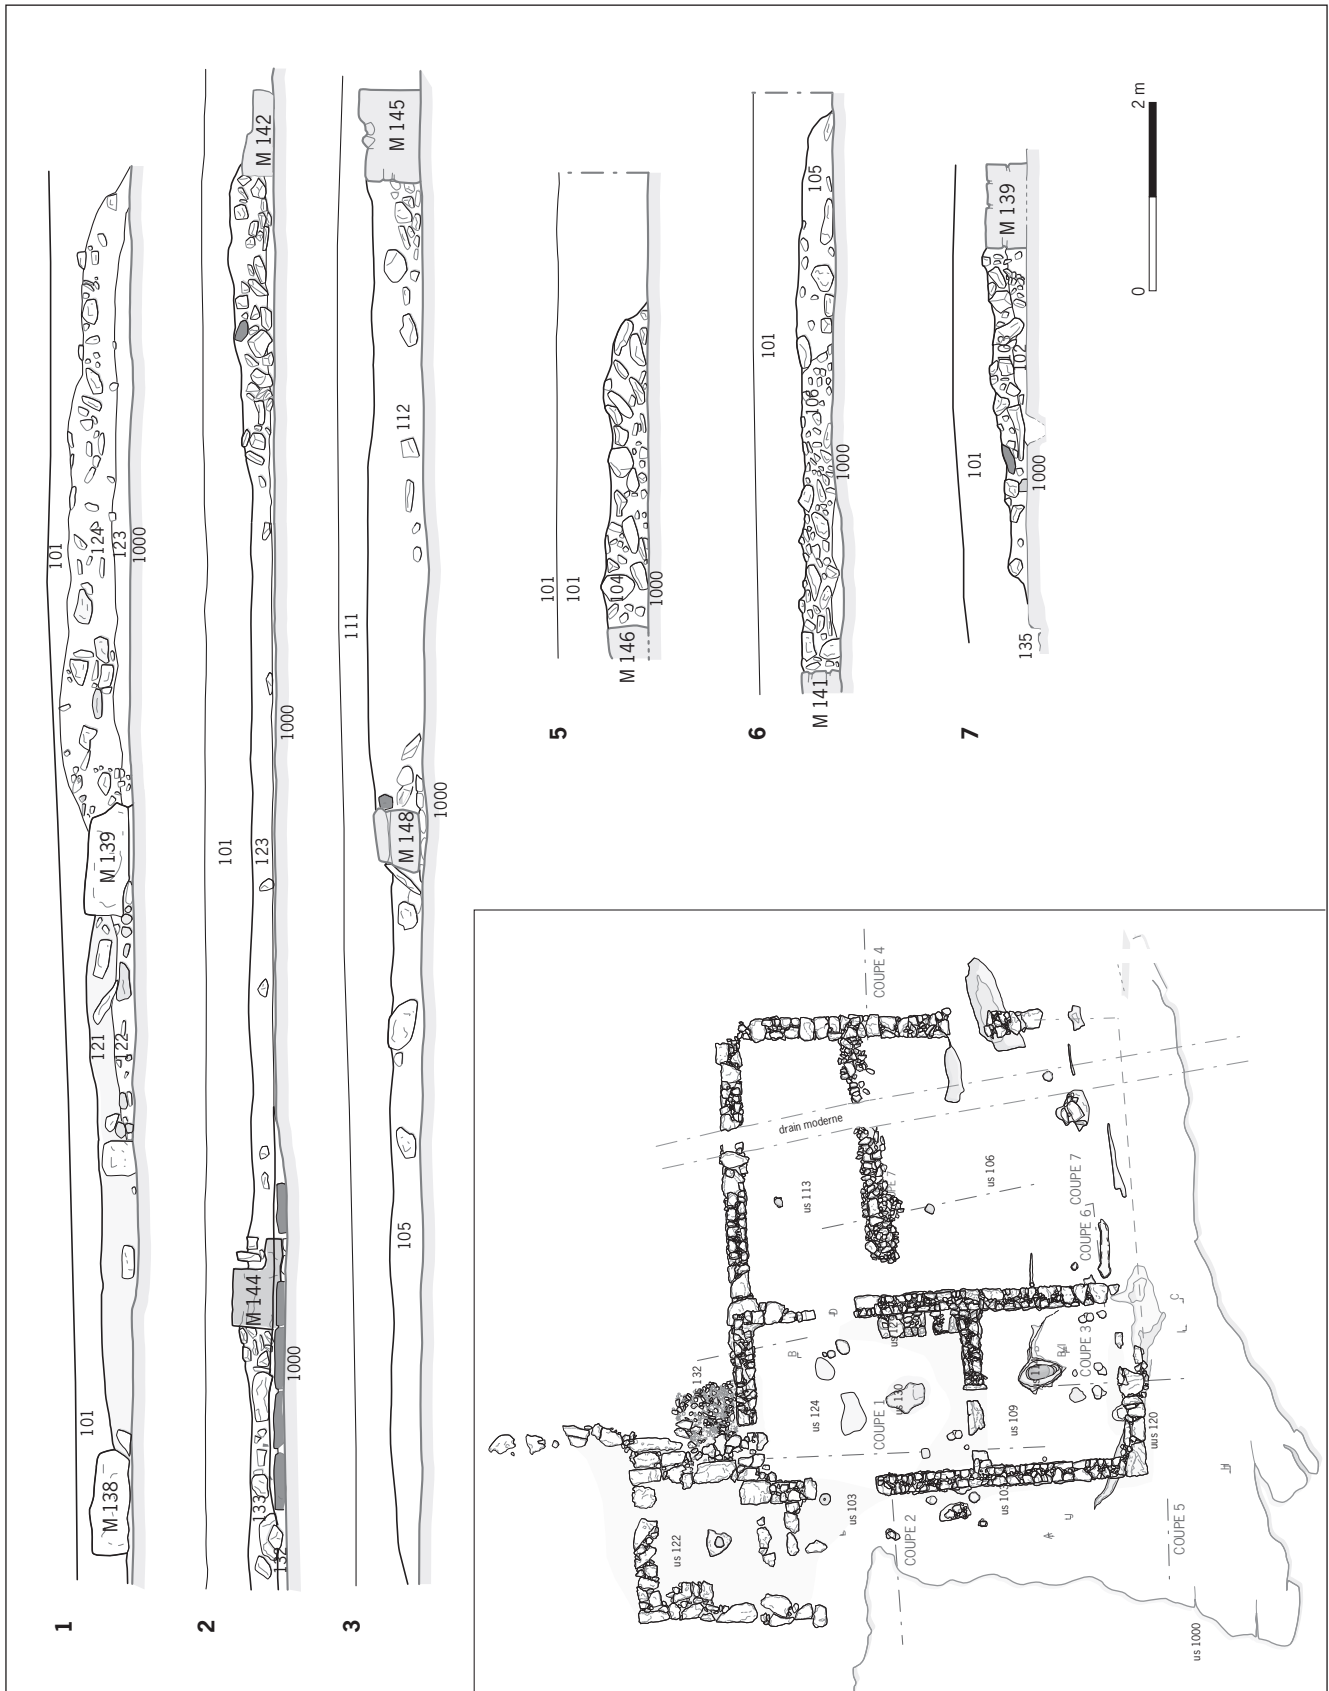 1
101
M 138
101
121
122
M 139
124
123
1000
2
132
133
M 144
1000
101
123
1000
M 142
3
105
M 148
1000
111
112
M 145
5
101
101
M 146
104
1000
6
101
M 141
106
1000
105
7
101
135
1000
103
102
M 139
0
2 m
COUPE 4
drain moderne
us 113
us 106
COUPE 7
COUPE 6
C
D
B
us 132
us 124
COUPE 1
us 130
COUPE 3
us 109
uus 120
us 103
us 122
COUPE 2
A
H
COUPE 5
us 1000